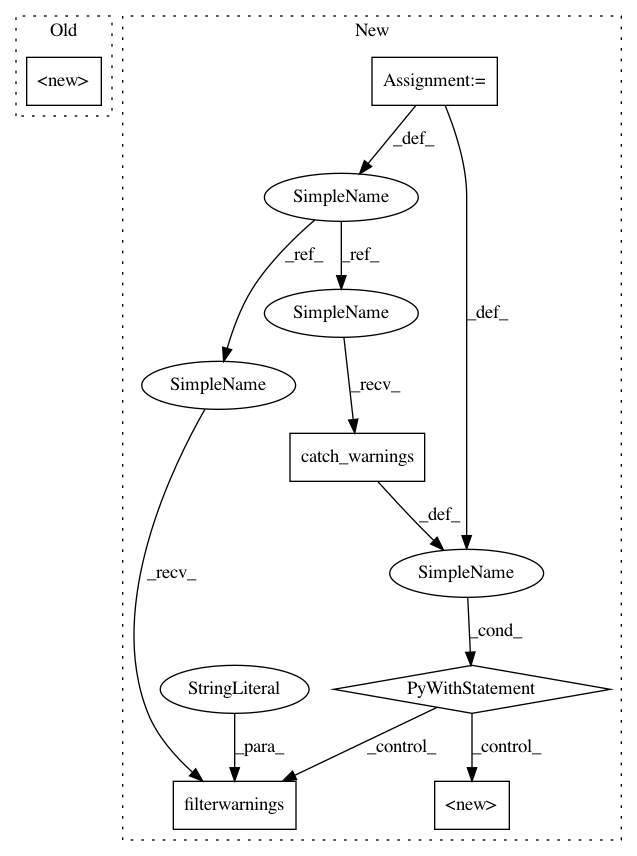 Old
New
<new>
Assignment:=
_def_
SimpleName
_ref_
_ref_
SimpleName
_def_
SimpleName
_recv_
catch_warnings
_def_
_recv_
SimpleName
_cond_
StringLiteral
PyWithStatement
_para_
_control_
_control_
filterwarnings
<new>